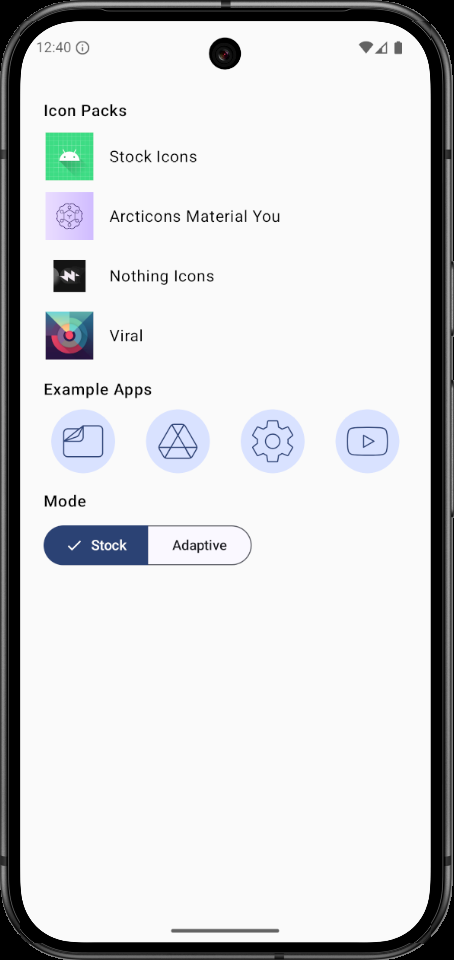 12:40
Icon Packs
Stock Icons
Arcticons Material You
Nothing Icons
Viral
Example Apps
Mode
Stock Adaptive